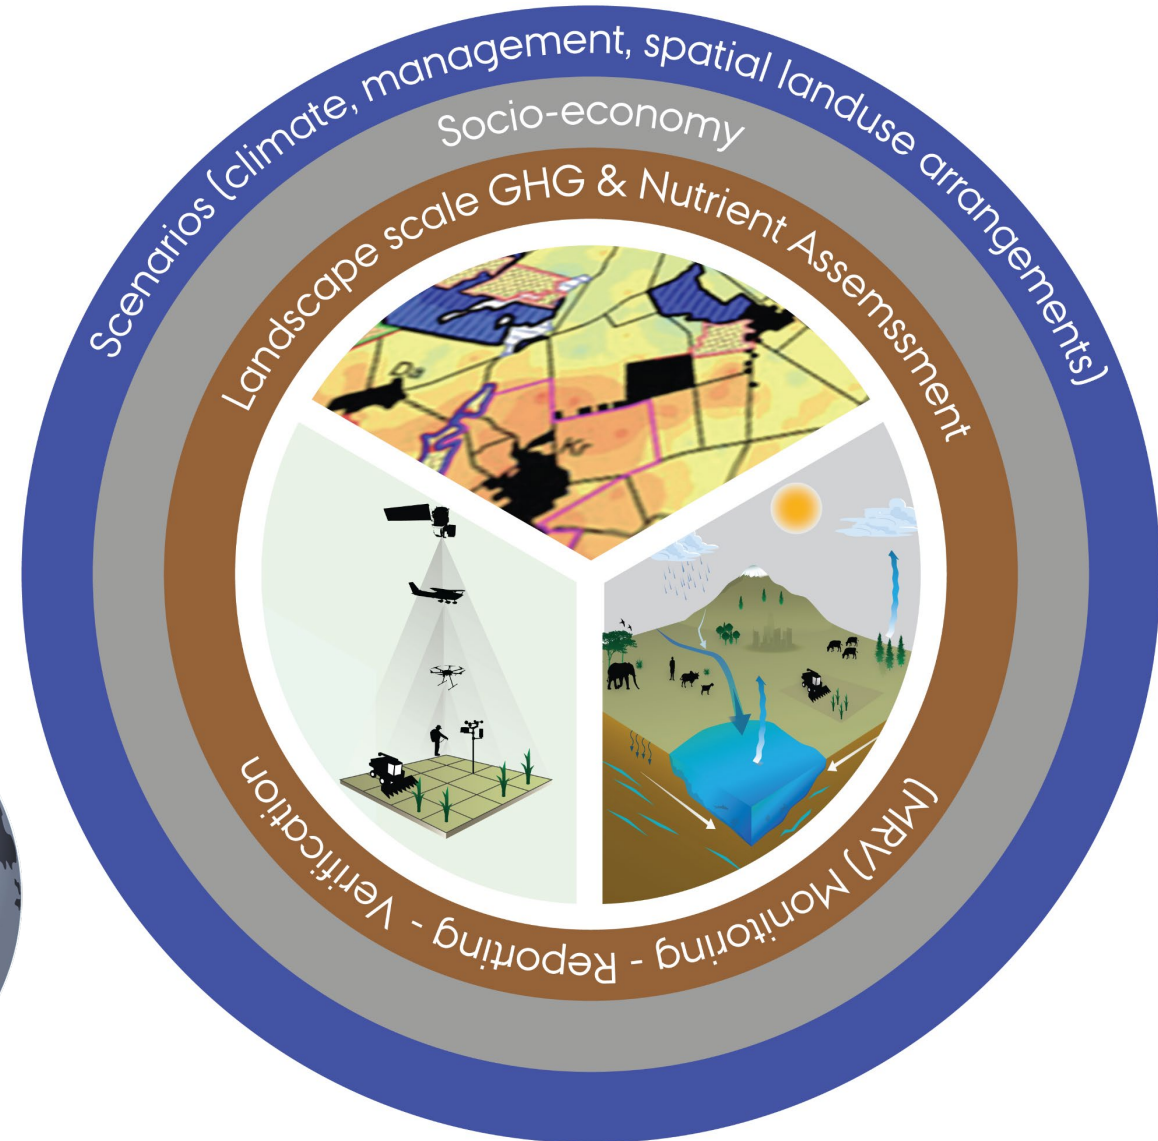 Scenarios (climate, management, spatial landuse arrangements)
Socio-economy
Landscape scale GHG & Nutrient Assemssment
(MRV) Monitoring - Reporting - Verification